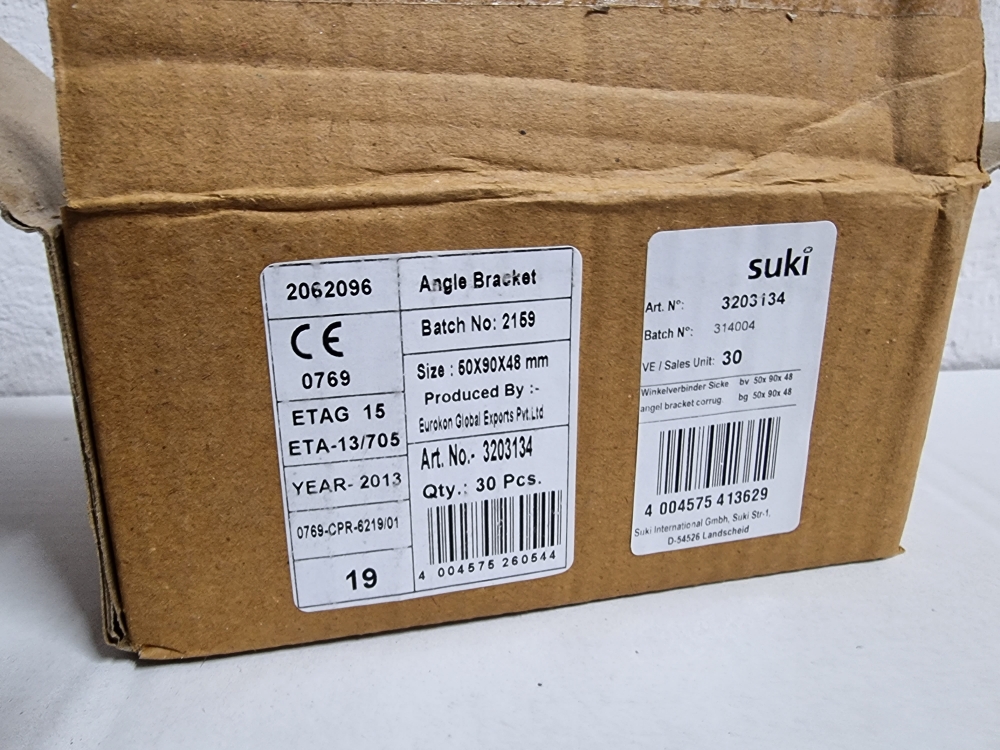 2062096
CE
0769
ETAG 15
ETA-13/705
YEAR- 2013
0769-CPR-6219/01
19
Angle Bracket
Batch No: 2159
Size : 50X90X48 mm
Produced By :-
Eurokon Global Exports Pvt.Ltd
Art. No.- 3203134
Qty.: 30 Pcs.
4 004575 260544
suki
Art. N°: 3203134
Batch N°: 314004
VE / Sales Unit: 30
Winkelverbinder Sicke bv 50x 90x 48
angel bracket corrug. bg 50x 90x 48
4 004575 413629
Suki International Gmbh, Suki Str-1,
D-54526 Landscheid